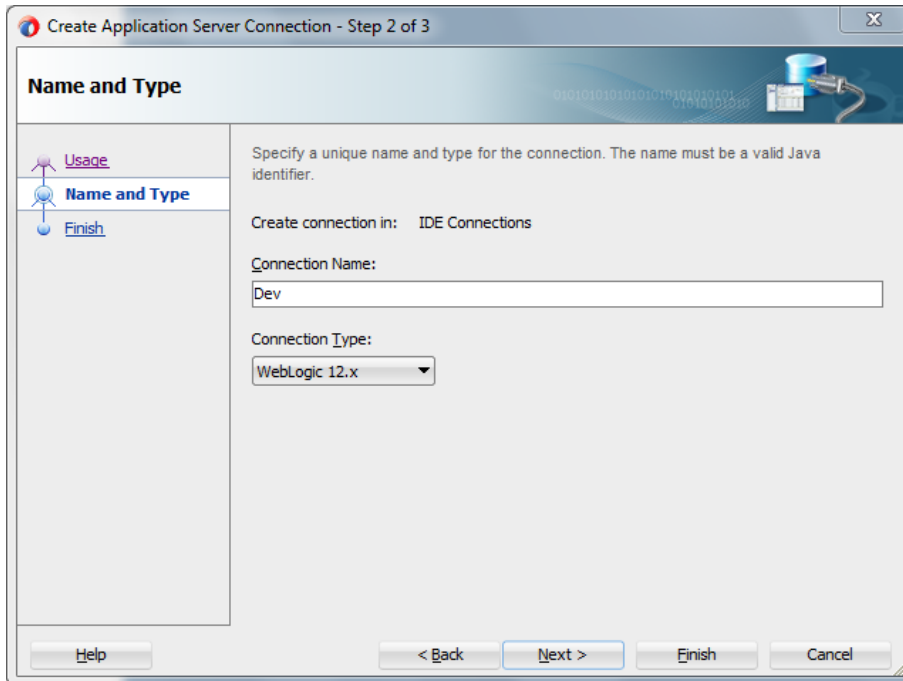 Create Application Server Connection - Step 2 of 3
Name and Type
Usage
Name and Type
Finish
Specify a unique name and type for the connection. The name must be a valid Java
identifier.
Create connection in: IDE Connections
Connection Name:
Dev
Connection Type:
WebLogic 12.x
Help
< Back
Next >
Finish
Cancel